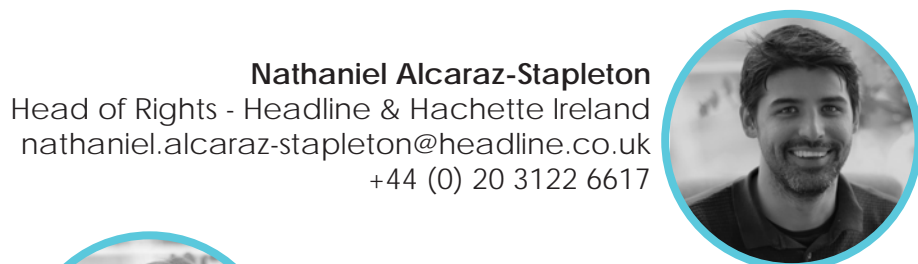 Nathaniel Alcaraz-Stapleton
Head of Rights - Headline & Hachette Ireland
nathaniel.alcaraz-stapleton@headline.co.uk
+44 (0) 20 3122 6617